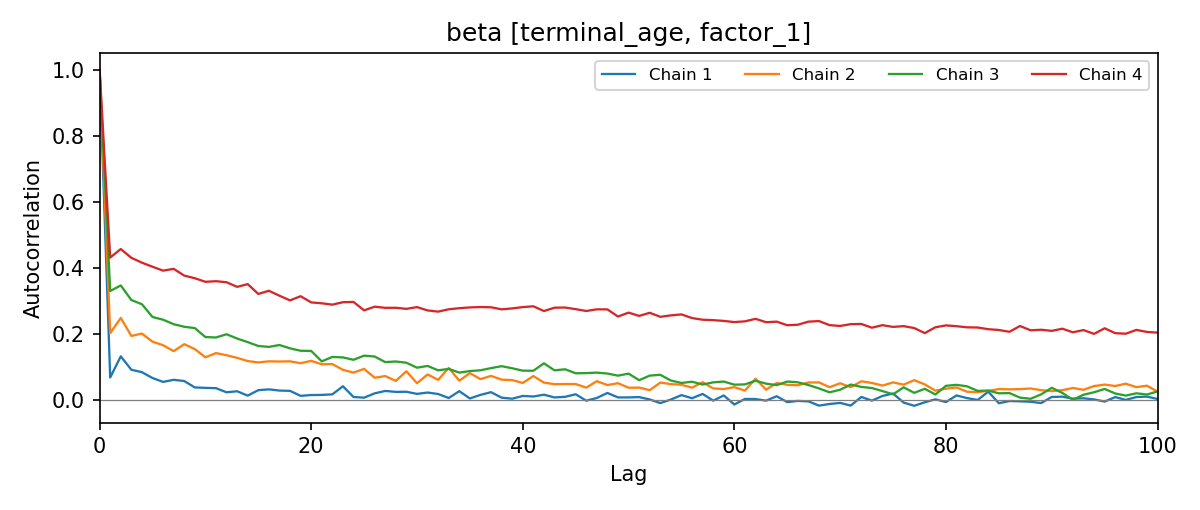 beta [terminal_age, factor_1]
Chain 1 Chain 2 Chain 3 Chain 4
Autocorrelation
1.0
0.8
0.6
0.4
0.2
0.0
0 20 40 60 80 100
Lag